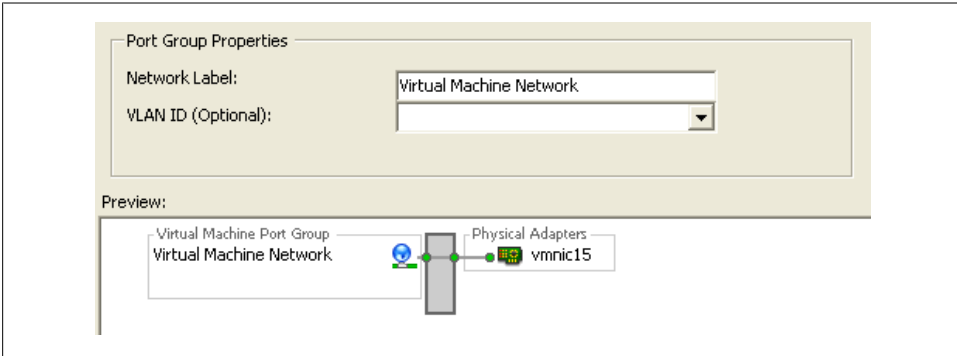 Port Group Properties
Network Label:
Virtual Machine Network
VLAN ID (Optional):
Preview:
Virtual Machine Port Group
Virtual Machine Network
Physical Adapters
vmnic15